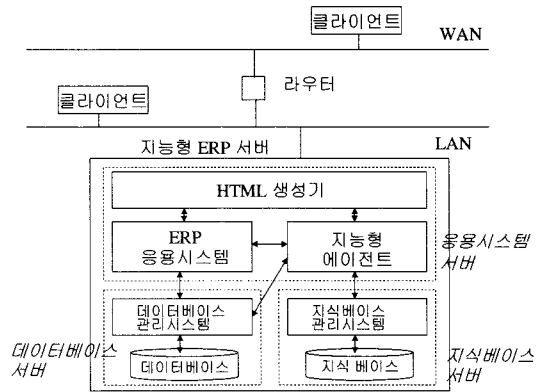 클라이언트
WAN
라우터
클라이언트
LAN
지능형 ERP 서버
HTML 생성기
ERP
응용시스템
지능형
에이전트
응용시스템
서버
데이터베이스
관리시스템
지식베이스
관리시스템
데이터베이스
서버
데이터베이스
지식 베이스
지식베이스
서버